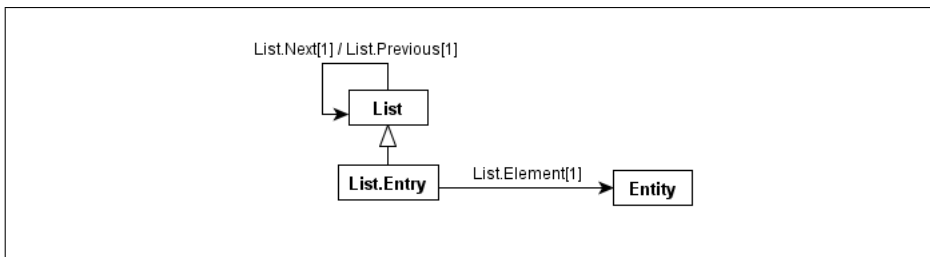 List.Next[1] / List.Previous[1]
List
List.Entry
List.Element[1]
Entity